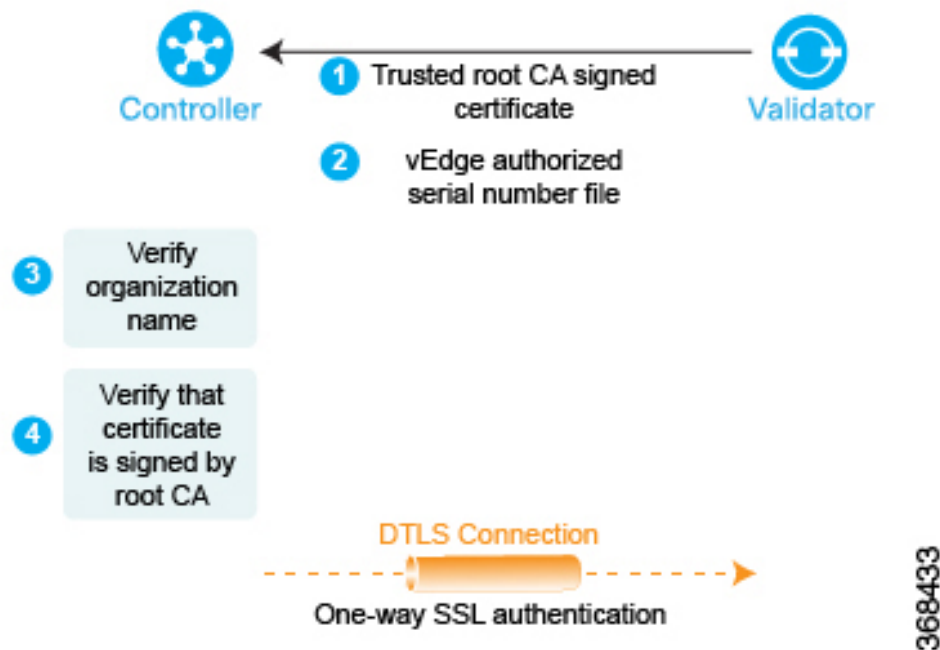 Controller
Validator
1 Trusted root CA signed
certificate
2 vEdge authorized
serial number file
3 Verify
organization
name
4 Verify that
certificate
is signed by
root CA
DTLS Connection
One-way SSL authentication
368433